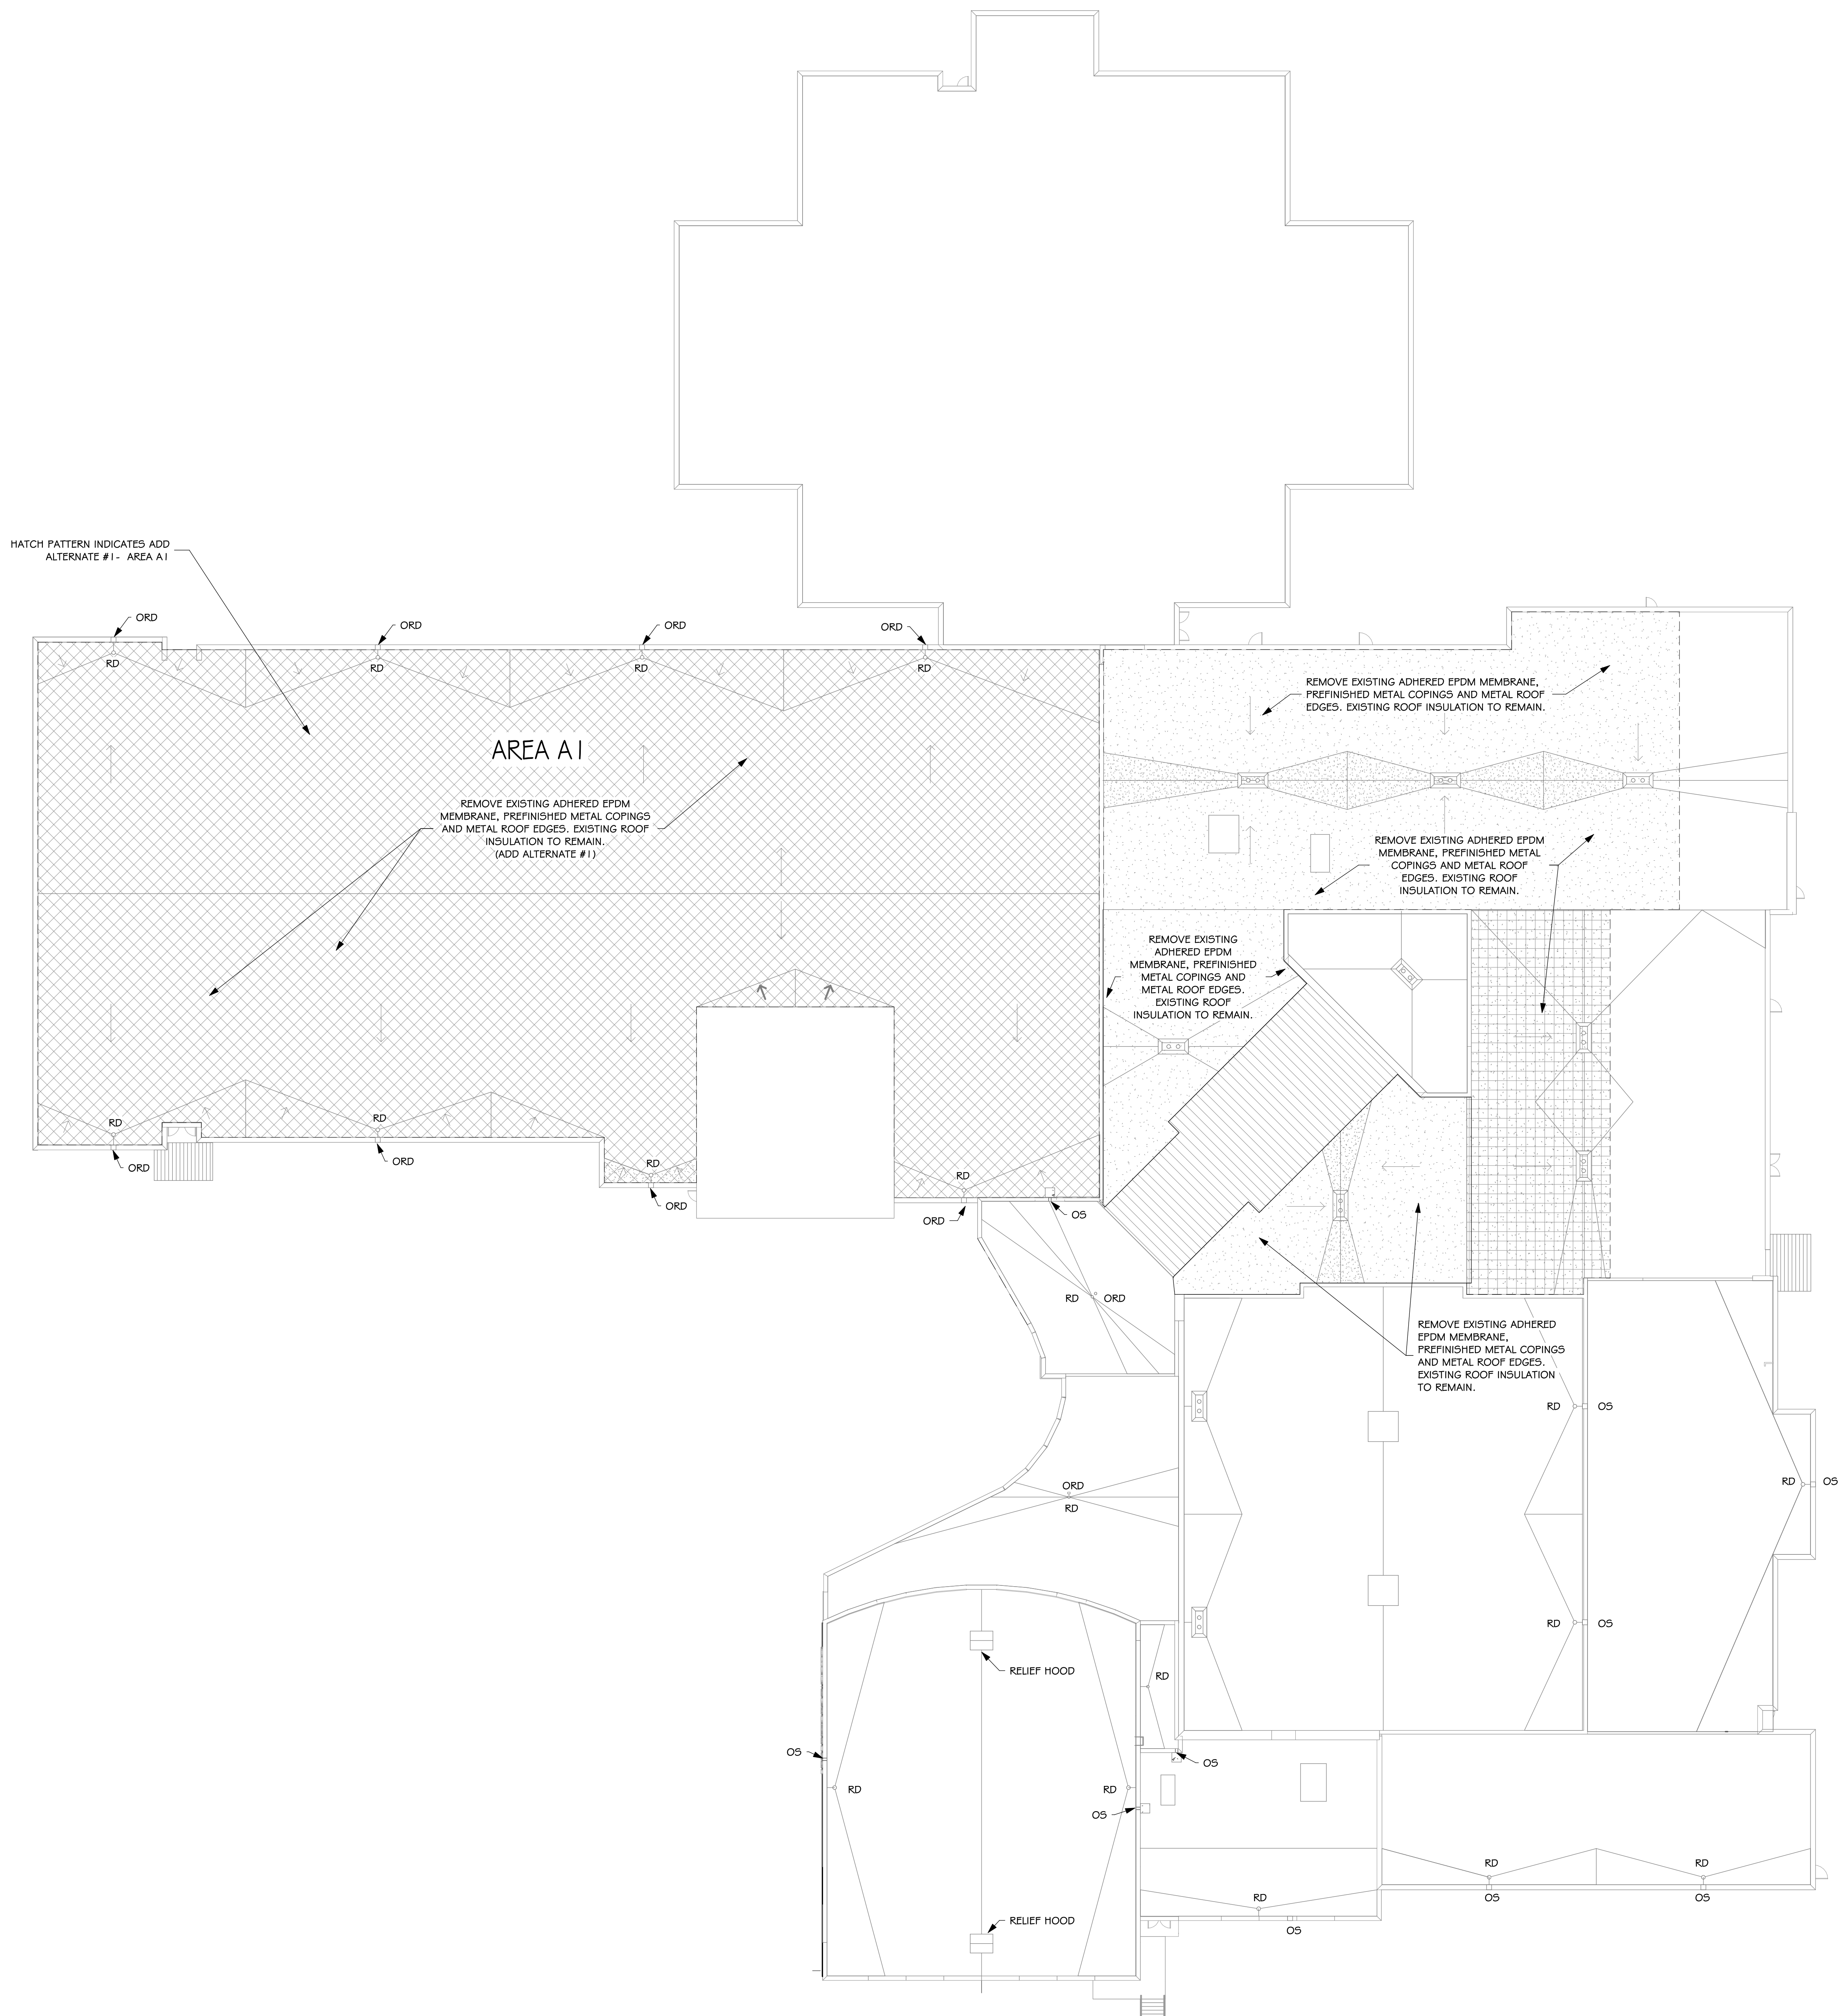 HATCH PATTERN INDICATES ADD
ALTERNATE #1- AREA A1
ORD
ORD
ORD
ORD
RD
RD
RD
RD
AREA A1
REMOVE EXISTING ADHERED EPDM
MEMBRANE, PREFINISHED METAL COPINGS
AND METAL ROOF EDGES. EXISTING ROOF
INSULATION TO REMAIN.
(ADD ALTERNATE #1)
REMOVE EXISTING ADHERED EPDM MEMBRANE,
PREFINISHED METAL COPINGS AND METAL ROOF
EDGES. EXISTING ROOF INSULATION TO REMAIN.
REMOVE EXISTING ADHERED EPDM
MEMBRANE, PREFINISHED METAL
COPINGS AND METAL ROOF
EDGES. EXISTING ROOF
INSULATION TO REMAIN.
REMOVE EXISTING
ADHERED EPDM
MEMBRANE, PREFINISHED
METAL COPINGS AND
METAL ROOF EDGES.
EXISTING ROOF
INSULATION TO REMAIN.
RD
RD
RD
RD
ORD
ORD
ORD
ORD
OS
RD
ORD
REMOVE EXISTING ADHERED
EPDM MEMBRANE,
PREFINISHED METAL COPINGS
AND METAL ROOF EDGES.
EXISTING ROOF INSULATION
TO REMAIN.
RD
OS
RD
OS
ORD
RD
RD
OS
RELIEF HOOD
RD
OS
OS
RD
RD
OS
RD
RD
RD
OS
OS
OS
RELIEF HOOD